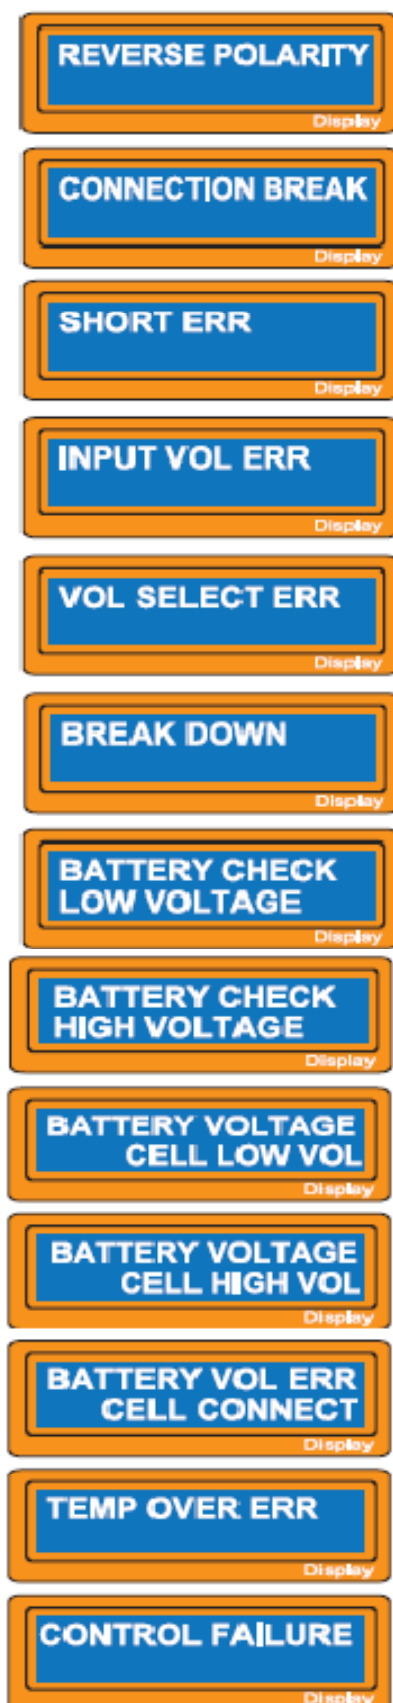 REVERSE POLARITY
Display
CONNECTION BREAK
Display
SHORT ERR
Display
INPUT VOL ERR
Display
VOL SELECT ERR
Display
BREAK DOWN
Display
BATTERY CHECK
LOW VOLTAGE
Display
BATTERY CHECK
HIGH VOLTAGE
Display
BATTERY VOLTAGE
CELL LOW VOL
Display
BATTERY VOLTAGE
CELL HIGH VOL
Display
BATTERY VOL ERR
CELL CONNECT
Display
TEMP OVER ERR
Display
CONTROL FAILURE
Display